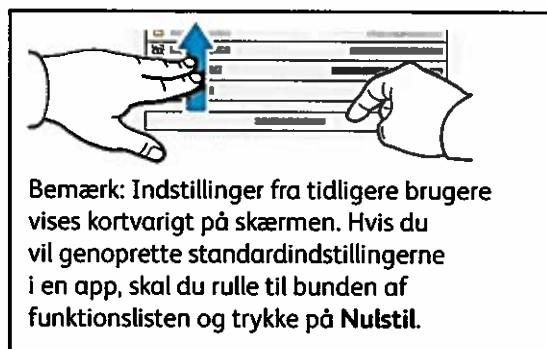 Bemærk: Indstillinger fra tidligere brugere
vises kortvarigt på skærmen. Hvis du
vil genoprette standardindstillingerne
i en app, skal du rulle til bunden af
funktionslisten og trykke på Nulstil.